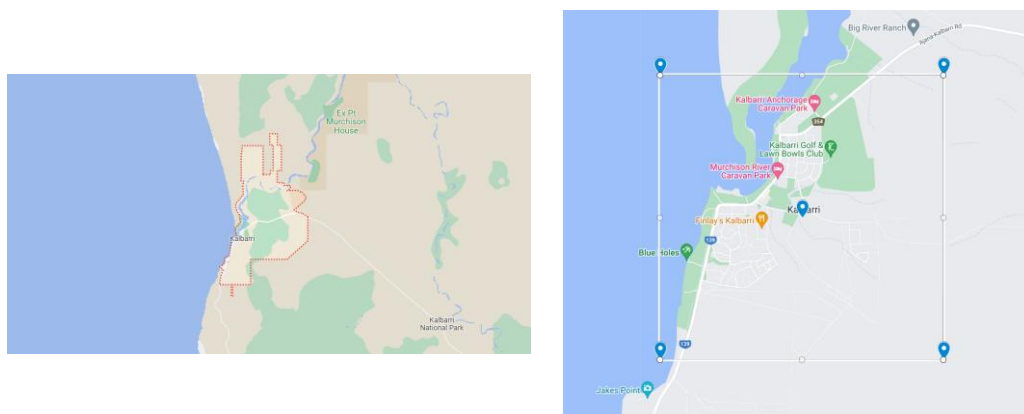 Ex Pt
Murchison
House
Kalbarri
Kalbarri
National Park
Big River Ranch
Ajana-Kalbarri Rd
Kalbarri Anchorage
Caravan Park
354
Kalbarri Golf &
Lawn Bowls Club
Murchison River
Caravan Park
Finlay's Kalbarri
139
Blue Holes
139
Jakes Point